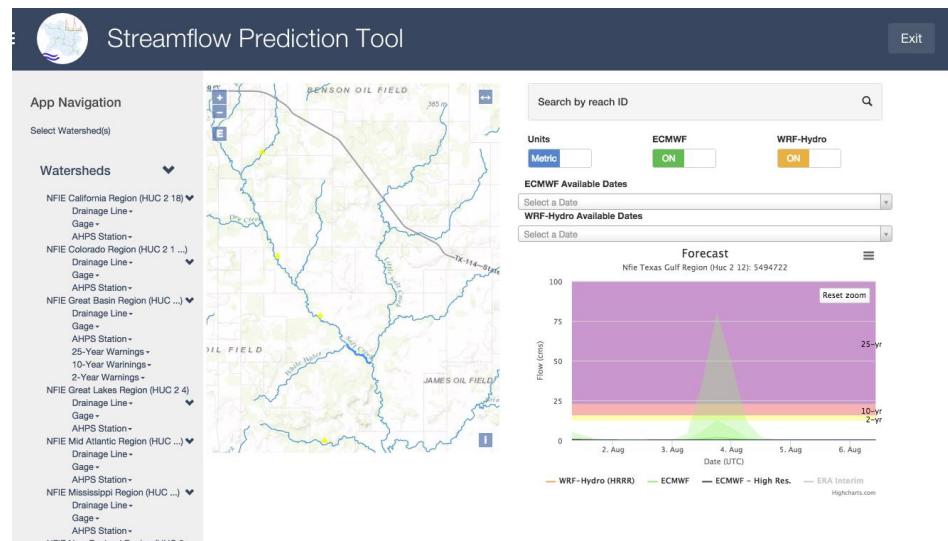 Streamflow Prediction Tool
Exit
App Navigation
Select Watershed(s)
Watersheds
NFIE California Region (HUC 2 18)
Drainage Line
Gage
AHPS Station
NFIE Colorado Region (HUC 2 1 ...)
Drainage Line
Gage
AHPS Station
NFIE Great Basin Region (HUC ...)
Drainage Line
Gage
AHPS Station
25-Year Warnings
10-Year Warinings
2-Year Warnings
NFIE Great Lakes Region (HUC 2 4)
Drainage Line
Gage
AHPS Station
NFIE Mid Atlantic Region (HUC ...)
Drainage Line
Gage
AHPS Station
NFIE Mississippi Region (HUC ...)
Drainage Line
Gage
AHPS Station
+
−
E
BENSON OIL FIELD
385 m
Dry Creek
TX-114
OIL FIELD
White Water
Salt Creek
JAMES OIL FIELD
i
Search by reach ID
Units
ECMWF
WRF-Hydro
Metric
ON
ON
ECMWF Available Dates
Select a Date
WRF-Hydro Available Dates
Select a Date
Forecast
Nfie Texas Gulf Region (Huc 2 12): 5494722
Reset zoom
Flow (cms)
100
75
50
25
0
25-yr
10-yr
2-yr
2. Aug
3. Aug
4. Aug
5. Aug
6. Aug
Date (UTC)
WRF-Hydro (HRRR)
ECMWF
ECMWF - High Res.
ERA Interim
Highcharts.com